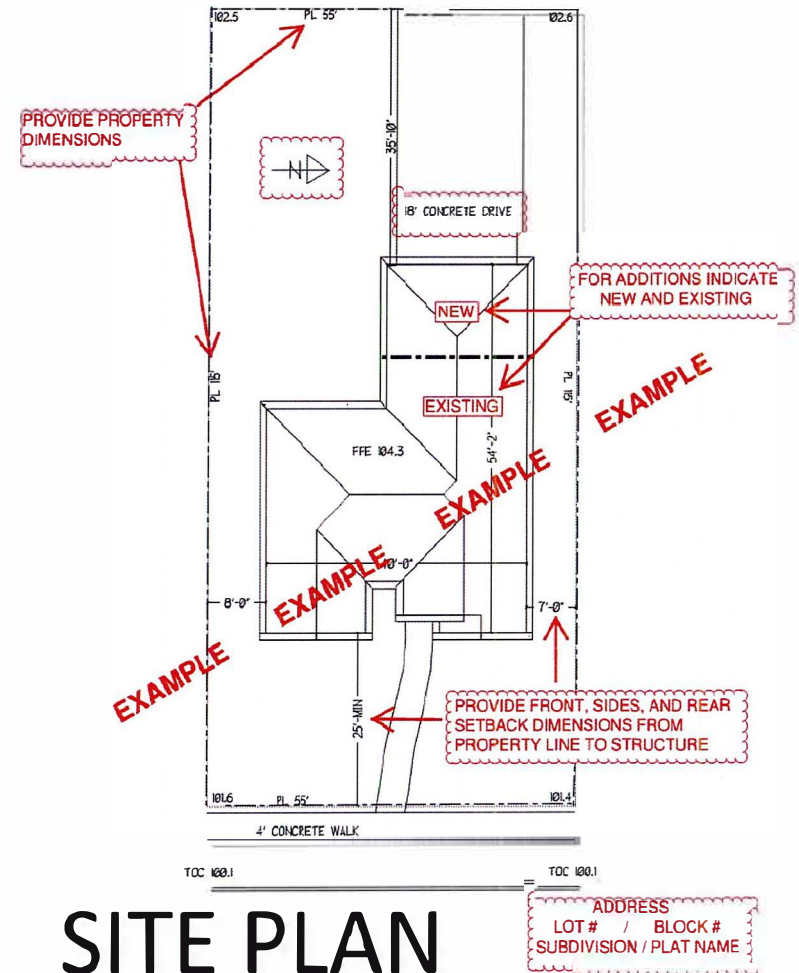 102.5 PL 55' 102.6
PROVIDE PROPERTY
DIMENSIONS
N
35'-10"
18' CONCRETE DRIVE
FOR ADDITIONS INDICATE
NEW AND EXISTING
NEW
PL 115'
PL 115'
EXAMPLE
EXISTING
FFE 104.3
54'-2"
EXAMPLE
EXAMPLE
8'-0"
7'-0"
EXAMPLE
25'-MIN
PROVIDE FRONT, SIDES, AND REAR
SETBACK DIMENSIONS FROM
PROPERTY LINE TO STRUCTURE
101.6 PL 55' 101.4
4' CONCRETE WALK
TOC 100.1 TOC 100.1
SITE PLAN
ADDRESS
LOT # / BLOCK #
SUBDIVISION / PLAT NAME